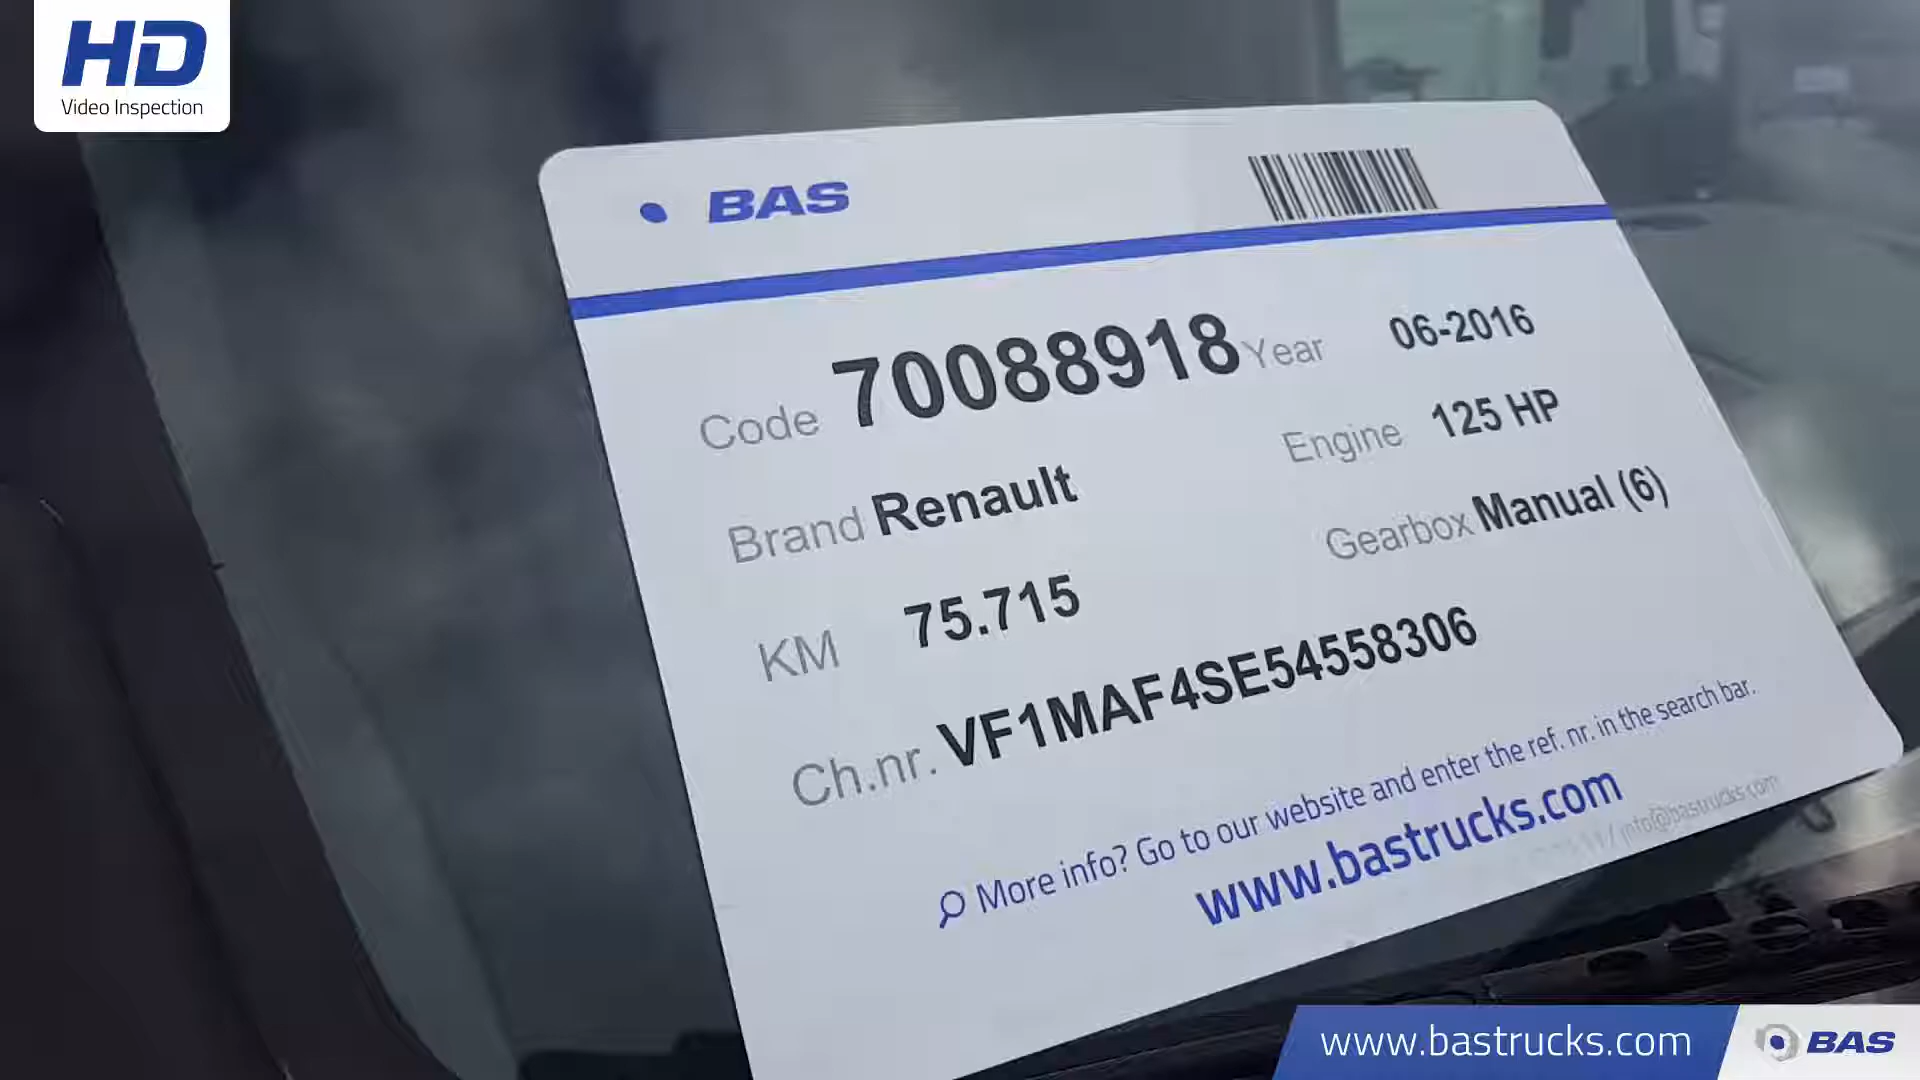 HD
Video Inspection
BAS
Code 70088918 Year 06-2016
Engine 125 HP
Brand Renault
Gearbox Manual (6)
KM 75.715
Ch.nr. VF1MAF4SE54558306
More info? Go to our website and enter the ref. nr. in the search bar.
www.bastrucks.com
/ info@bastrucks.com
www.bastrucks.com
BAS